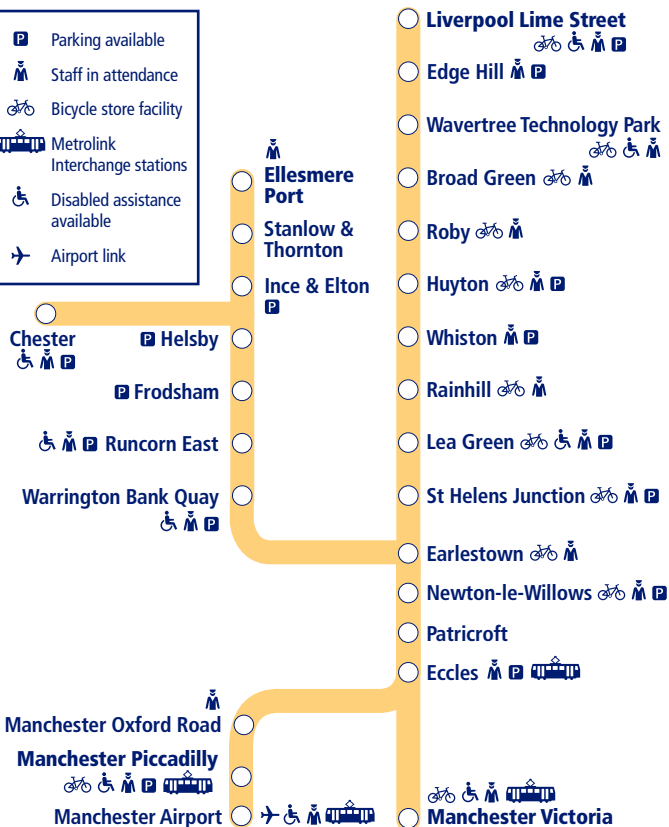 P Parking available
Staff in attendance
Bicycle store facility
Metrolink
Interchange stations
Disabled assistance
available
Airport link
Liverpool Lime Street
P
Edge Hill P
Wavertree Technology Park
Broad Green
Roby
Huyton P
Whiston P
Rainhill
Lea Green P
St Helens Junction P
Earlestown
Newton-le-Willows P
Patricroft
Eccles P
Manchester Victoria
Ellesmere
Port
Stanlow &
Thornton
Ince & Elton
P
Chester
P
P Helsby
P Frodsham
P Runcorn East
Warrington Bank Quay
P
Manchester Oxford Road
Manchester Piccadilly
P
Manchester Airport